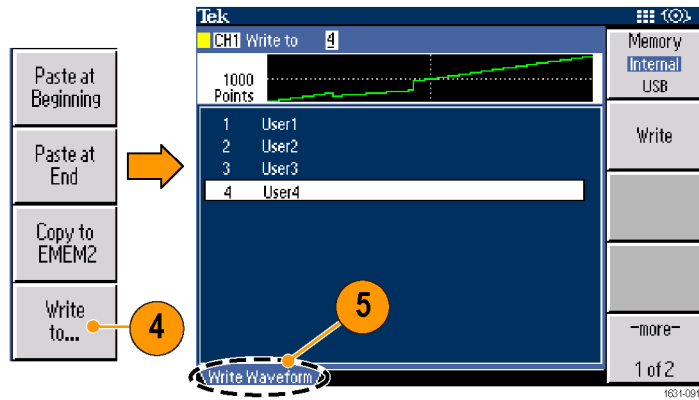 Paste at
Beginning
Paste at
End
Copy to
EMEM2
Write
to...
4
Tek
CH1 Write to 4
1000
Points
1 User1
2 User2
3 User3
4 User4
5
Write Waveform
Memory
Internal
USB
Write
-more-
1 of 2
1631-091